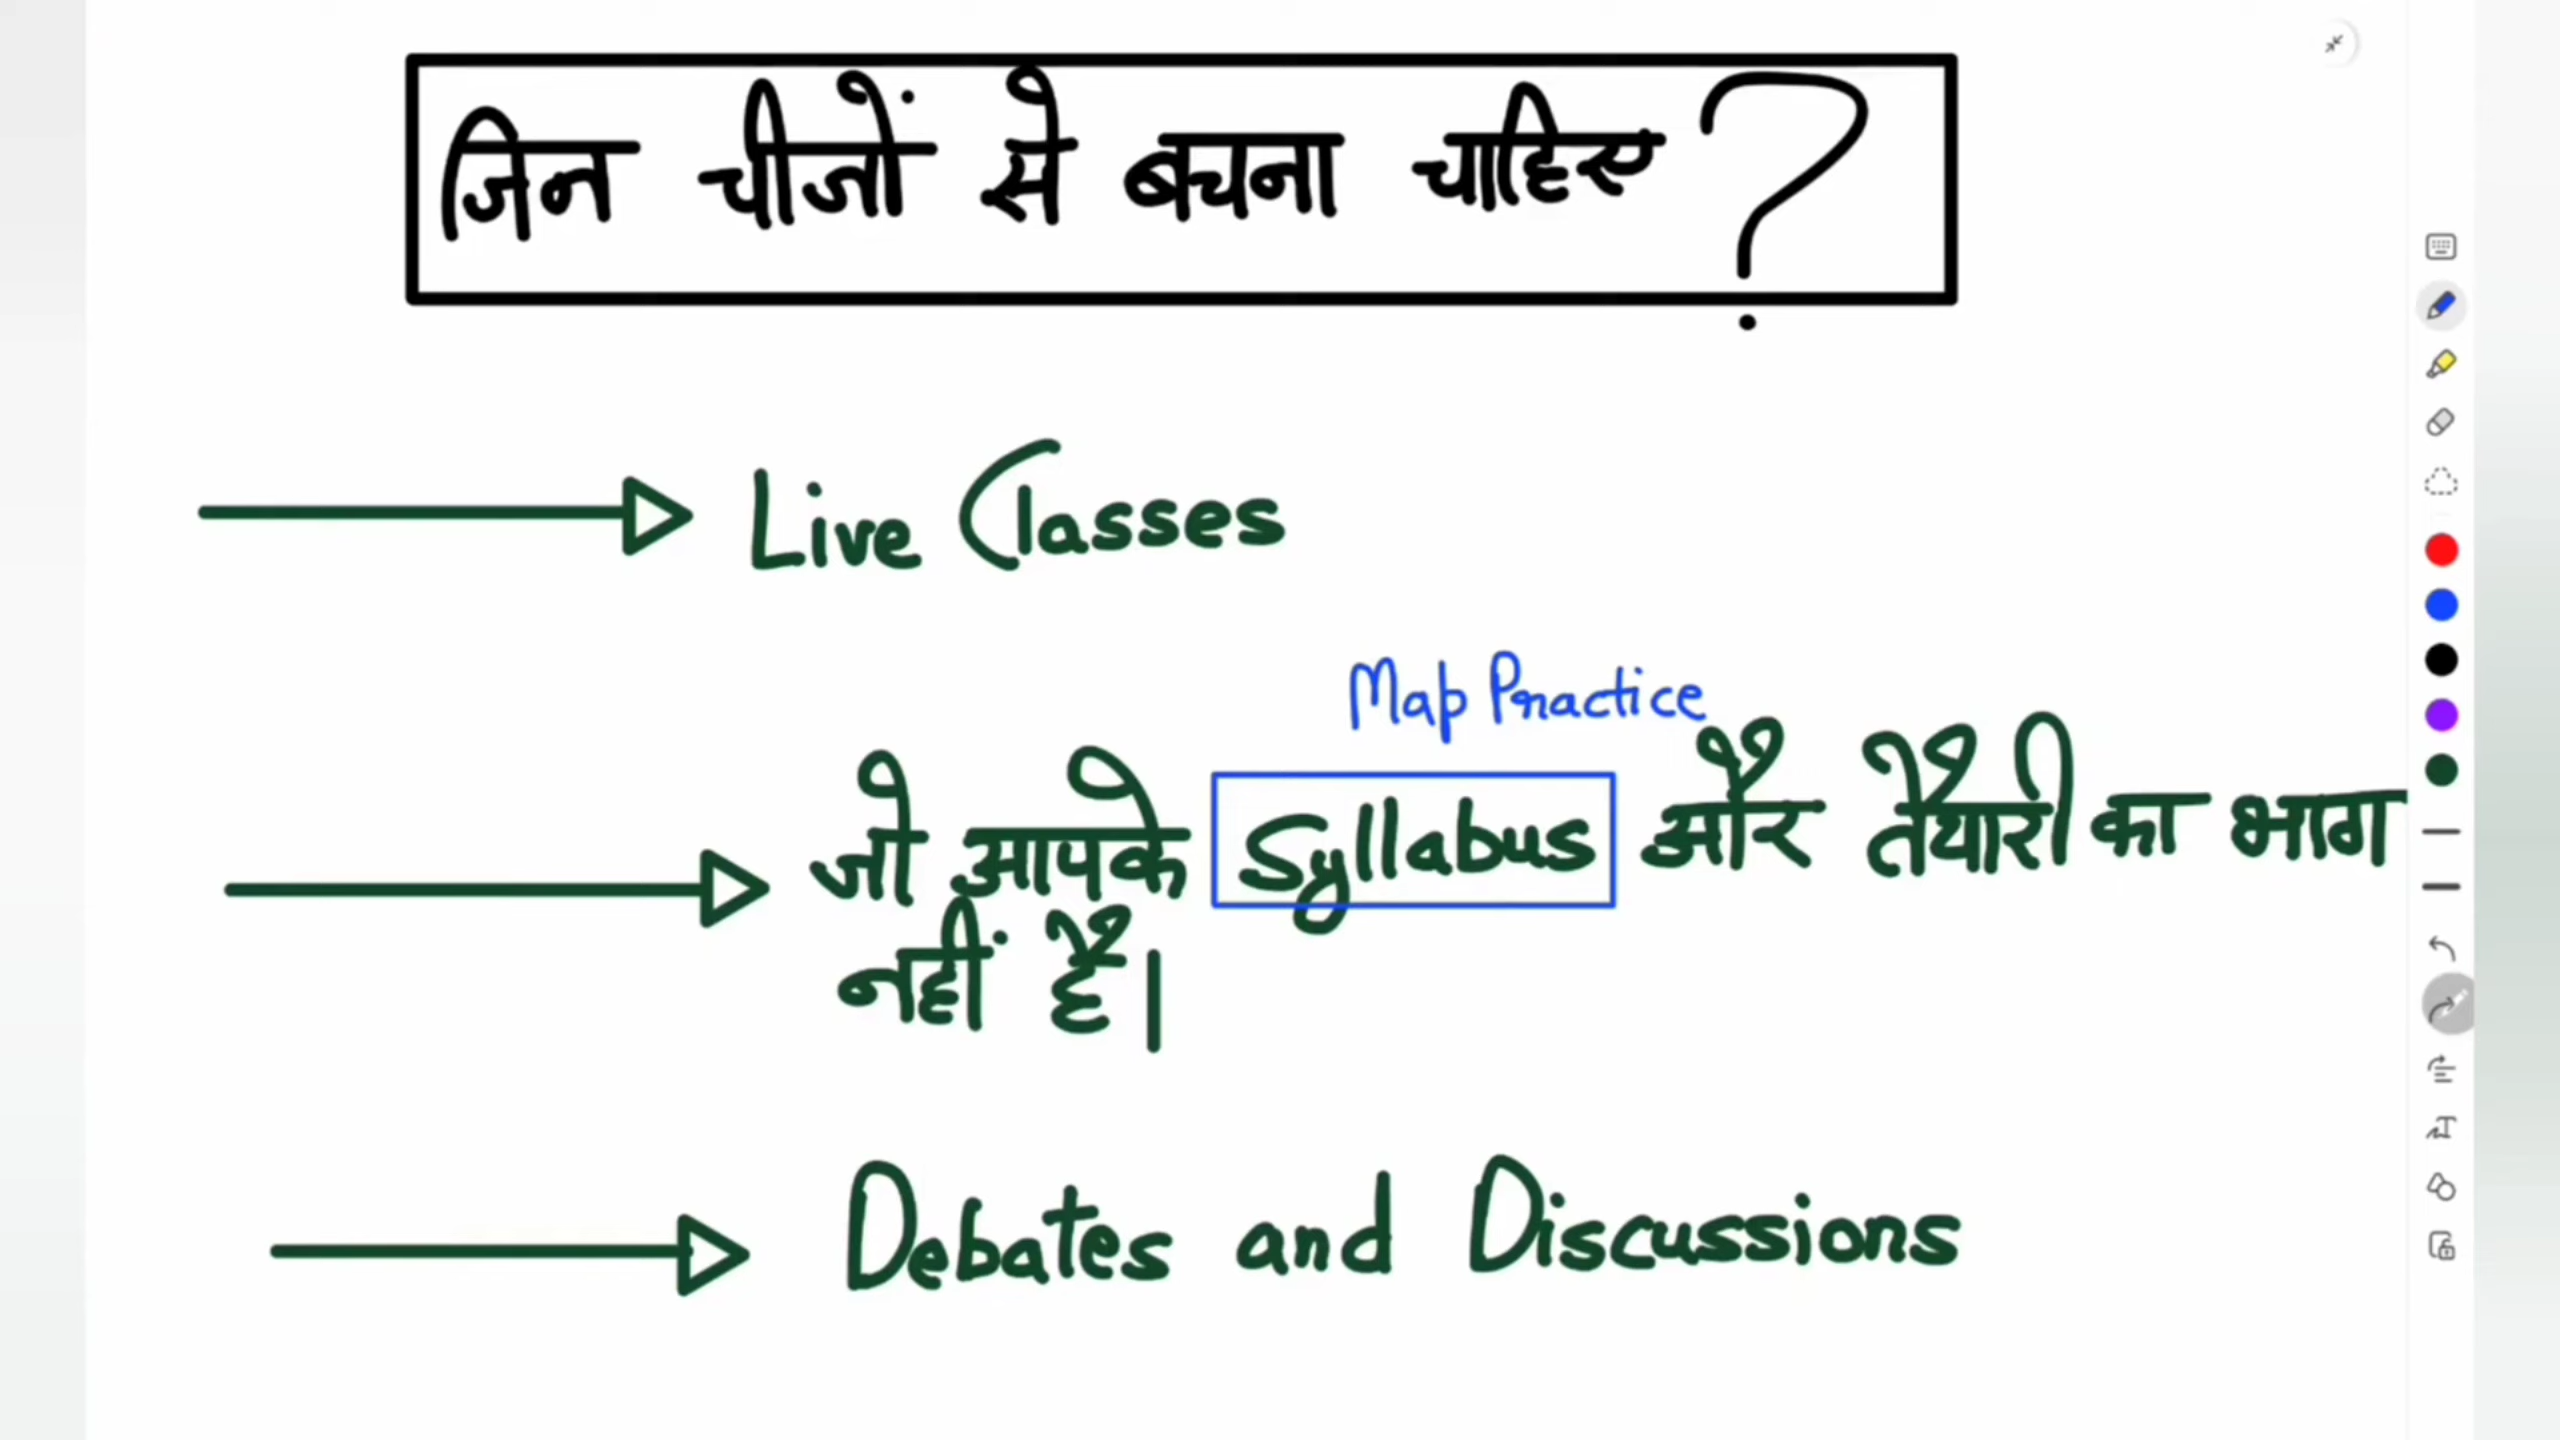 जिन चीजों से बचना चाहिए ?
Live Classes
Map Practice
जो आपके Syllabus और तैयारी का भाग
नहीं है।
Debates and Discussions